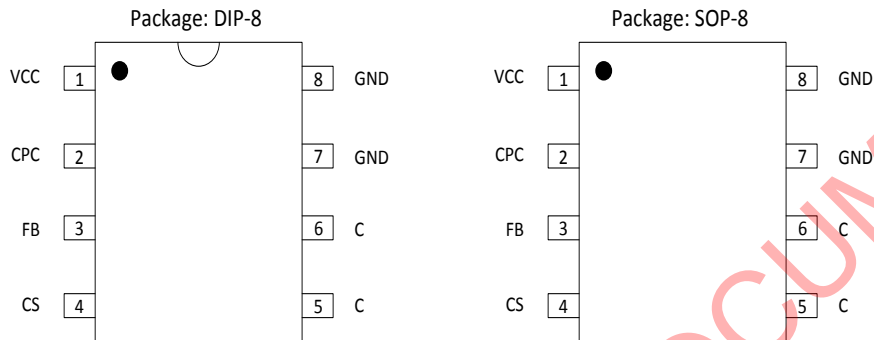 Package: DIP-8 Package: SOP-8
VCC 1 8 GND VCC 1 8 GND
CPC 2 7 GND CPC 2 7 GND
FB 3 6 C FB 3 6 C
CS 4 5 C CS 4 5 C